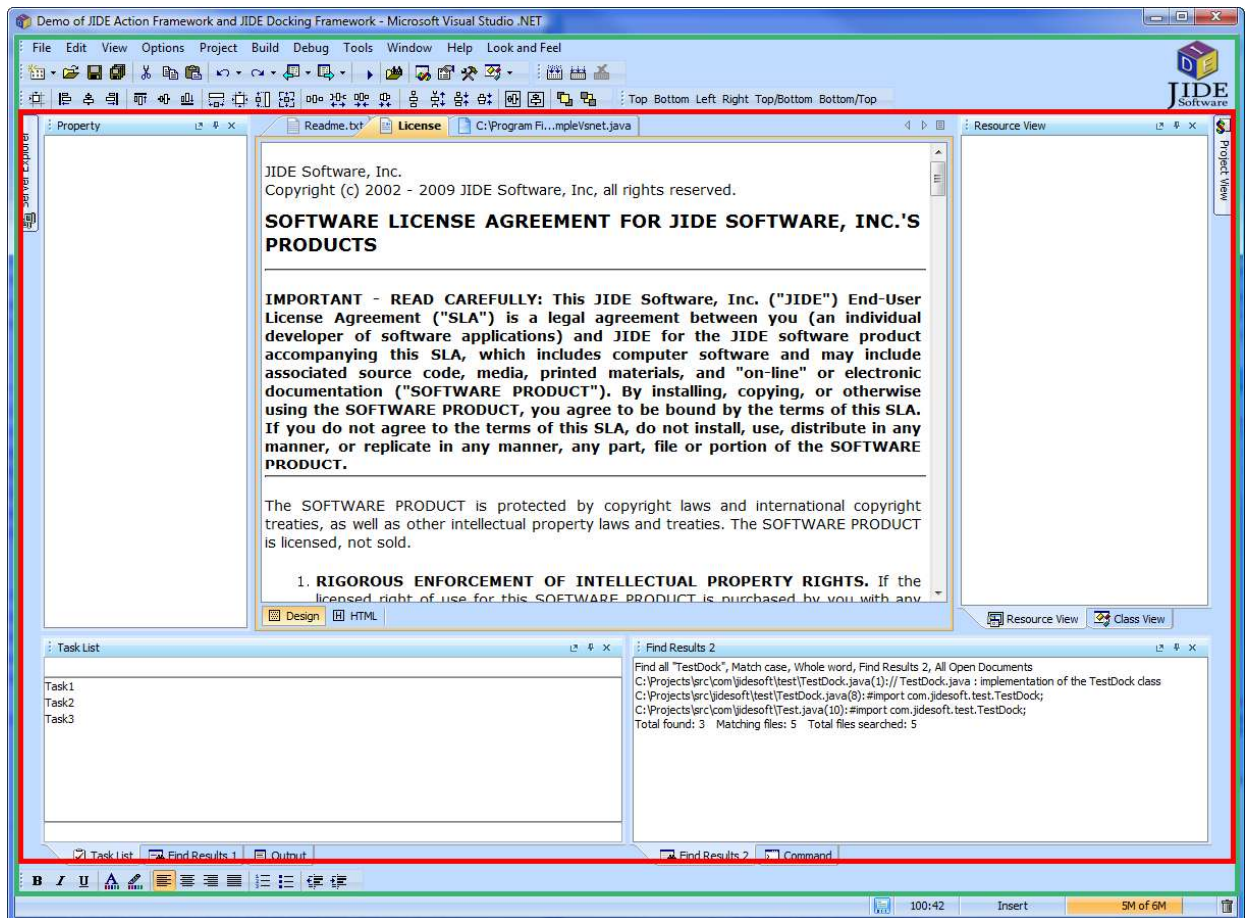 Demo of JIDE Action Framework and JIDE Docking Framework - Microsoft Visual Studio .NET
File Edit View Options Project Build Debug Tools Window Help Look and Feel
JIDE
Software
Top Bottom Left Right Top/Bottom Bottom/Top
Server Explorer
Property
Readme.txt
License
C:\Program Fi...mpleVsnet.java
Resource View
Project View
JIDE Software, Inc.
Copyright (c) 2002 - 2009 JIDE Software, Inc, all rights reserved.
SOFTWARE LICENSE AGREEMENT FOR JIDE SOFTWARE, INC.'S
PRODUCTS
IMPORTANT - READ CAREFULLY: This JIDE Software, Inc. ("JIDE") End-User
License Agreement ("SLA") is a legal agreement between you (an individual
developer of software applications) and JIDE for the JIDE software product
accompanying this SLA, which includes computer software and may include
associated source code, media, printed materials, and "on-line" or electronic
documentation ("SOFTWARE PRODUCT"). By installing, copying, or otherwise
using the SOFTWARE PRODUCT, you agree to be bound by the terms of this SLA.
If you do not agree to the terms of this SLA, do not install, use, distribute in any
manner, or replicate in any manner, any part, file or portion of the SOFTWARE
PRODUCT.
The SOFTWARE PRODUCT is protected by copyright laws and international copyright
treaties, as well as other intellectual property laws and treaties. The SOFTWARE PRODUCT
is licensed, not sold.
1. RIGOROUS ENFORCEMENT OF INTELLECTUAL PROPERTY RIGHTS. If the
licensed right of use for this SOFTWARE PRODUCT is purchased by you with any
Design HTML
Resource View Class View
Task List
Task1
Task2
Task3
Find Results 2
Find all "TestDock", Match case, Whole word, Find Results 2, All Open Documents
C:\Projects\src\com\jidesoft\test\TestDock.java(1):// TestDock.java : implementation of the TestDock class
C:\Projects\src\jidesoft\test\TestDock.java(8):#import com.jidesoft.test.TestDock;
C:\Projects\src\com\jidesoft\Test.java(10):#import com.jidesoft.test.TestDock;
Total found: 3 Matching files: 5 Total files searched: 5
Task List Find Results 1 Output
Find Results 2 Command
B I U A
100:42 Insert 5M of 6M